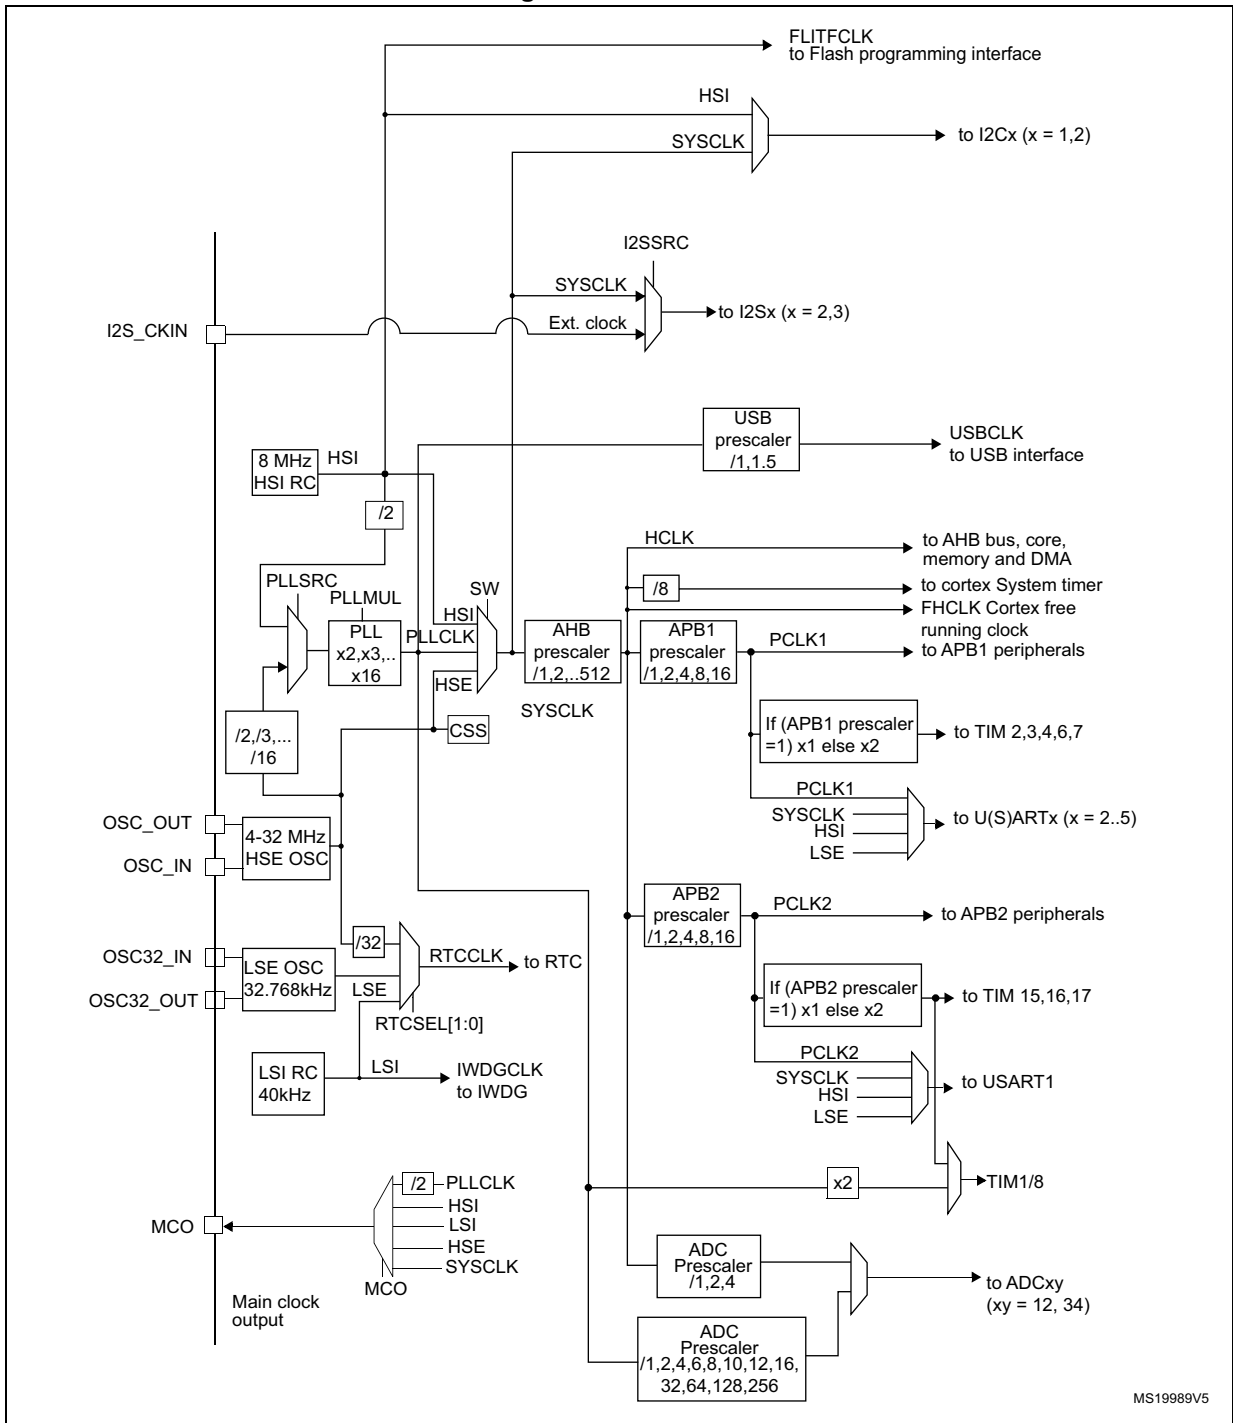 FLITFCLK
to Flash programming interface
HSI
SYSCLK
to I2Cx (x = 1,2)
I2SSRC
SYSCLK
to I2Sx (x = 2,3)
Ext. clock
I2S_CKIN
USB
prescaler
/1,1.5
USBCLK
to USB interface
8 MHz
HSI RC
HSI
/2
HCLK
to AHB bus, core,
memory and DMA
/8
to cortex System timer
FHCLK Cortex free
running clock
PLLSRC
PLLMUL
PLL
x2,x3,..
x16
SW
HSI
PLLCLK
HSE
AHB
prescaler
/1,2,..512
APB1
prescaler
/1,2,4,8,16
PCLK1
to APB1 peripherals
SYSCLK
/2,/3,...
/16
CSS
If (APB1 prescaler
=1) x1 else x2
to TIM 2,3,4,6,7
PCLK1
SYSCLK
HSI
LSE
to U(S)ARTx (x = 2..5)
OSC_OUT
OSC_IN
4-32 MHz
HSE OSC
APB2
prescaler
/1,2,4,8,16
PCLK2
to APB2 peripherals
/32
OSC32_IN
OSC32_OUT
LSE OSC
32.768kHz
LSE
RTCCLK
to RTC
RTCSEL[1:0]
If (APB2 prescaler
=1) x1 else x2
to TIM 15,16,17
LSI RC
40kHz
LSI
IWDGCLK
to IWDG
PCLK2
SYSCLK
HSI
LSE
to USART1
x2
TIM1/8
/2
PLLCLK
HSI
LSI
HSE
SYSCLK
MCO
MCO
Main clock
output
ADC
Prescaler
/1,2,4
to ADCxy
(xy = 12, 34)
ADC
Prescaler
/1,2,4,6,8,10,12,16,
32,64,128,256
MS19989V5